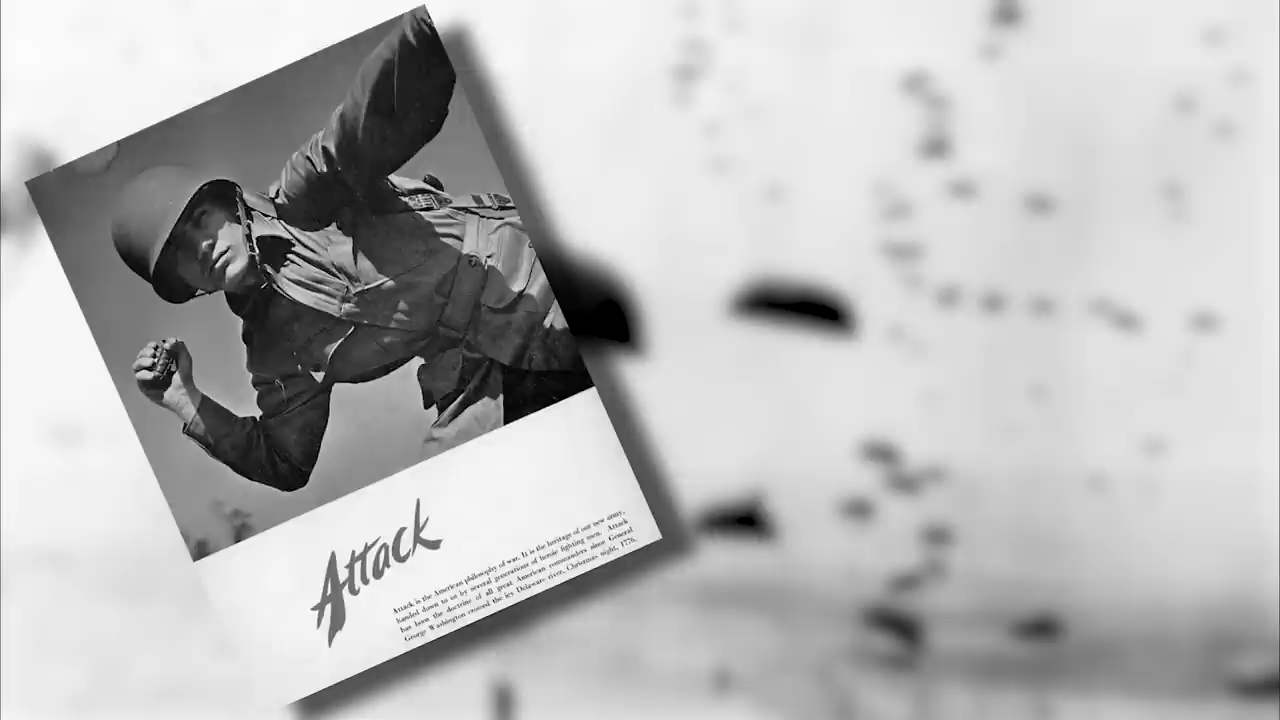 Attack
Attack is the American philosophy of war. It is the heritage of our new army,
handed down to us by several generations of heroic fighting men. Attack
has been the doctrine of all great American commanders since General
George Washington crossed the icy Delaware river, Christmas night, 1776.